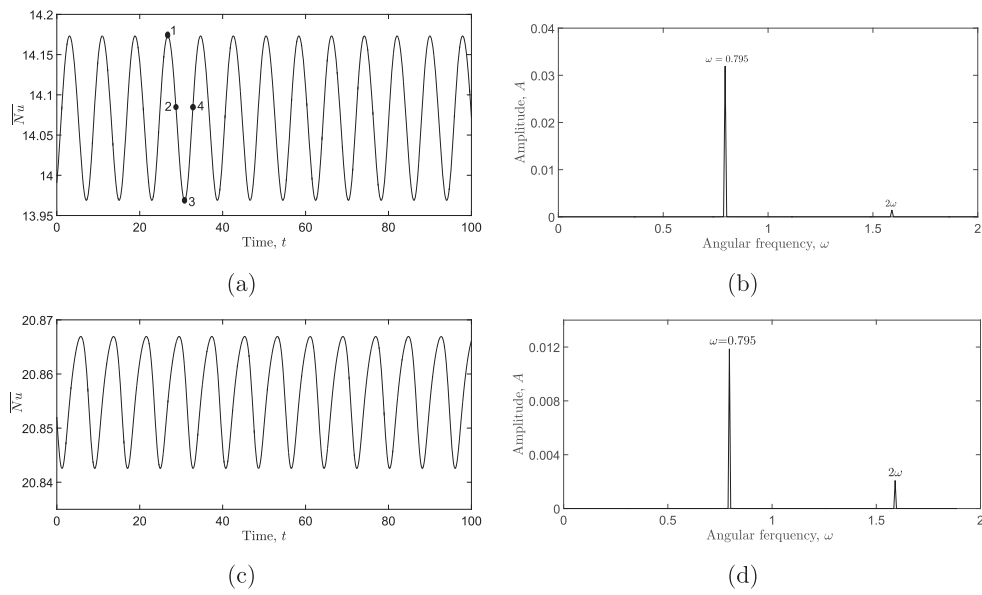 14.2
14.15
14.1
14.05
14
13.95
N̅u̅
1
2
4
3
0 20 40 60 80 100
Time, t
(a)
0.04
0.03
0.02
0.01
0
Amplitude, A
ω = 0.795
2ω
0 0.5 1 1.5 2
Angular frequency, ω
(b)
20.87
20.86
20.85
20.84
N̅u̅
0 20 40 60 80 100
Time, t
(c)
0.012
0.008
0.004
0
Amplitude, A
ω=0.795
2ω
0 0.5 1 1.5 2
Angular ferquency, ω
(d)